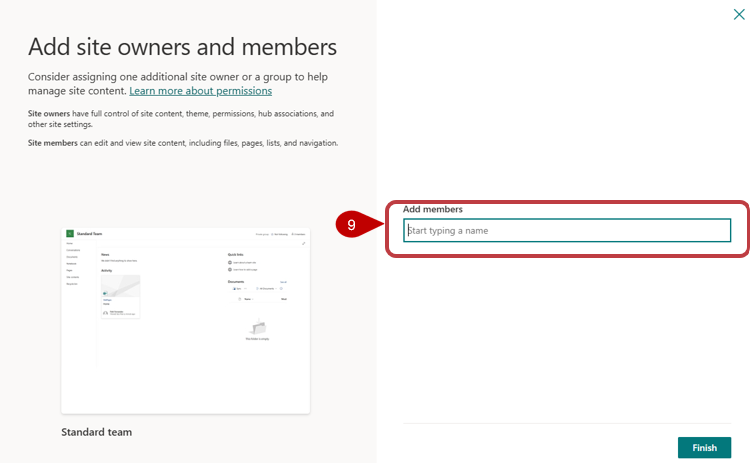 Add site owners and members
Consider assigning one additional site owner or a group to help
manage site content. Learn more about permissions
Site owners have full control of site content, theme, permissions, hub associations, and
other site settings.
Site members can edit and view site content, including files, pages, lists, and navigation.
Standard Team
News
Quick links
Activity
Documents
Standard team
9
Add members
Start typing a name
Finish